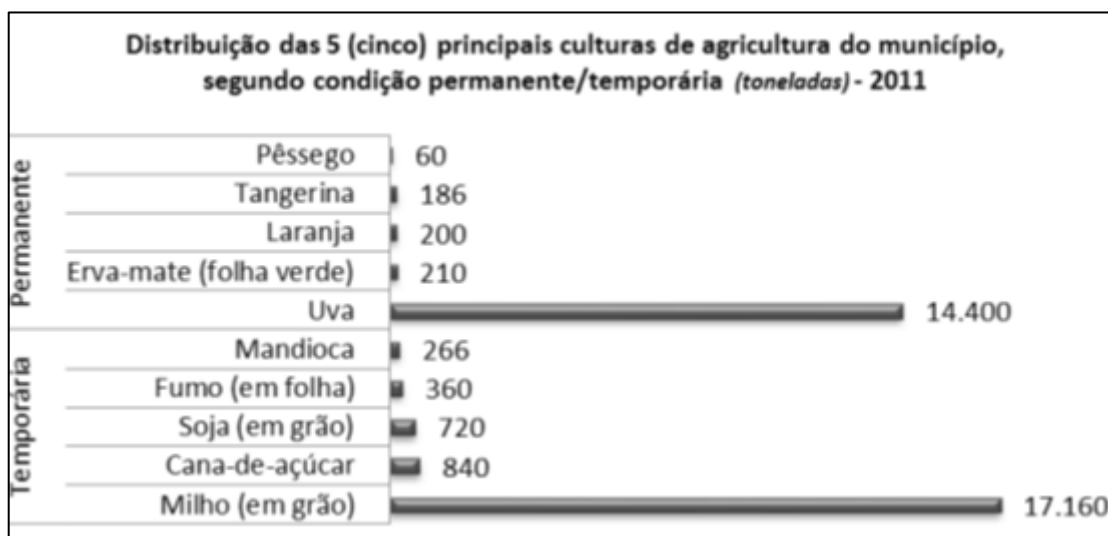 Distribuição das 5 (cinco) principais culturas de agricultura do município,
segundo condição permanente/temporária (toneladas) - 2011
Permanente
Pêssego 60
Tangerina 186
Laranja 200
Erva-mate (folha verde) 210
Uva 14.400
Temporária
Mandioca 266
Fumo (em folha) 360
Soja (em grão) 720
Cana-de-açúcar 840
Milho (em grão) 17.160